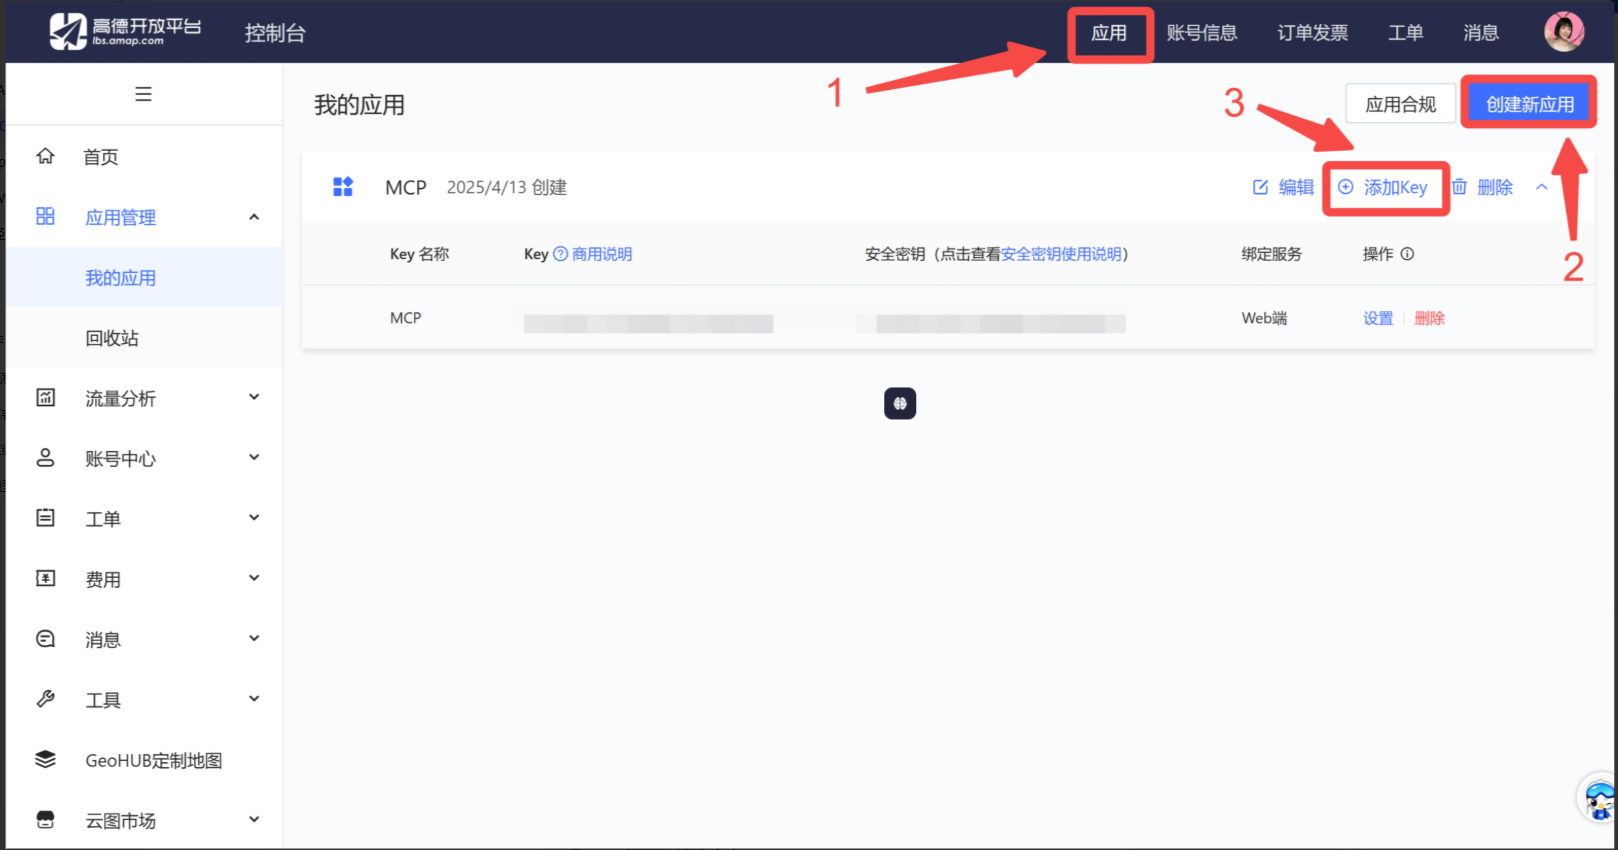 高德开放平台
lbs.amap.com
控制台
应用
账号信息
订单发票
工单
消息
1
我的应用
3
应用合规
创建新应用
2
首页
应用管理
我的应用
回收站
流量分析
账号中心
工单
费用
消息
工具
GeoHUB定制地图
云图市场
MCP 2025/4/13 创建
编辑
添加Key
删除
Key 名称
Key 商用说明
安全密钥（点击查看安全密钥使用说明）
绑定服务
操作
MCP
Web端
设置
删除